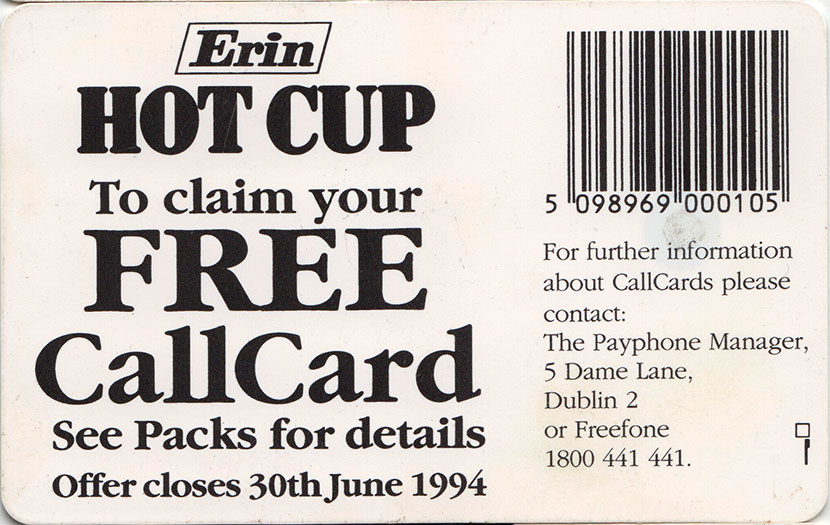 Erin
HOT CUP
To claim your
FREE
CallCard
See Packs for details
Offer closes 30th June 1994
5 098969 000105
For further information
about CallCards please
contact:
The Payphone Manager,
5 Dame Lane,
Dublin 2
or Freefone
1800 441 441.